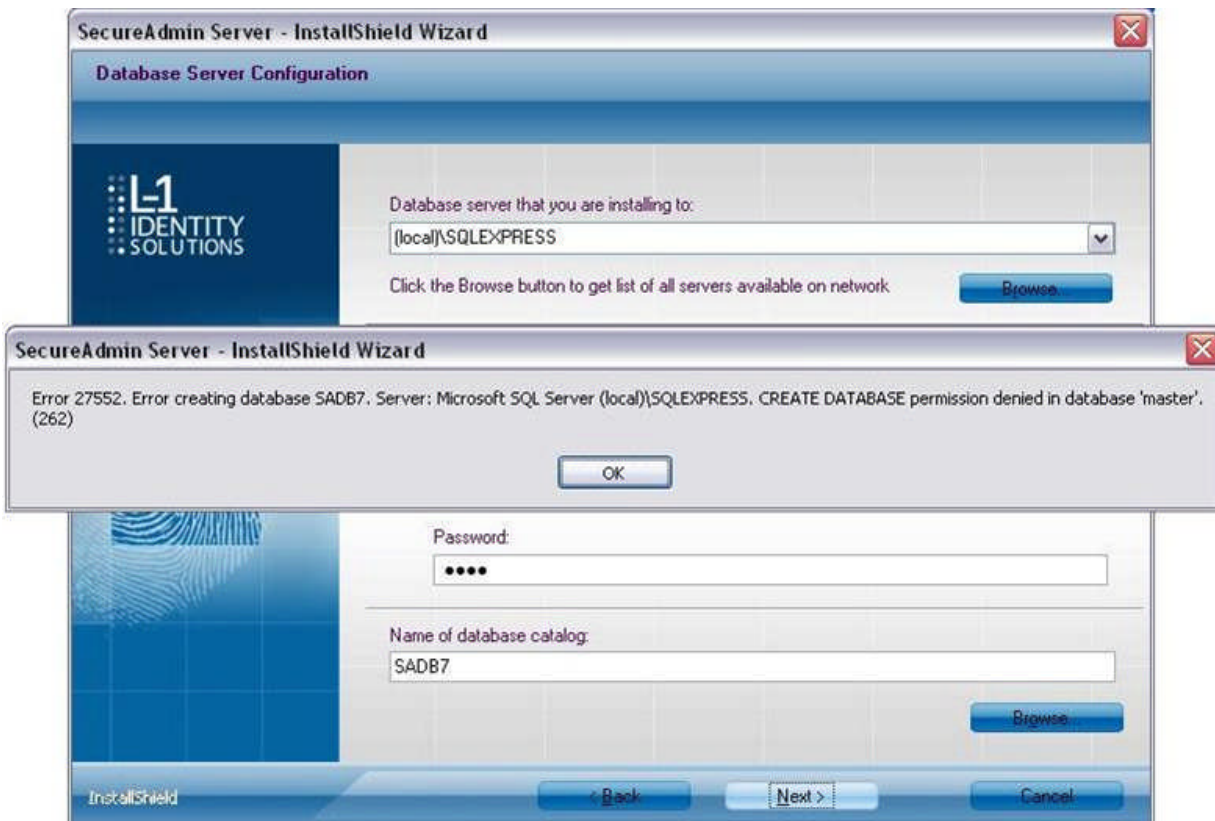 SecureAdmin Server - InstallShield Wizard
Database Server Configuration
L-1
IDENTITY
SOLUTIONS
Database server that you are installing to:
(local)\SQLEXPRESS
Click the Browse button to get list of all servers available on network
Browse...
SecureAdmin Server - InstallShield Wizard
Error 27552. Error creating database SADB7. Server: Microsoft SQL Server (local)\SQLEXPRESS. CREATE DATABASE permission denied in database 'master'.
(262)
OK
Password:
••••
Name of database catalog:
SADB7
Browse...
InstallShield
< Back
Next >
Cancel